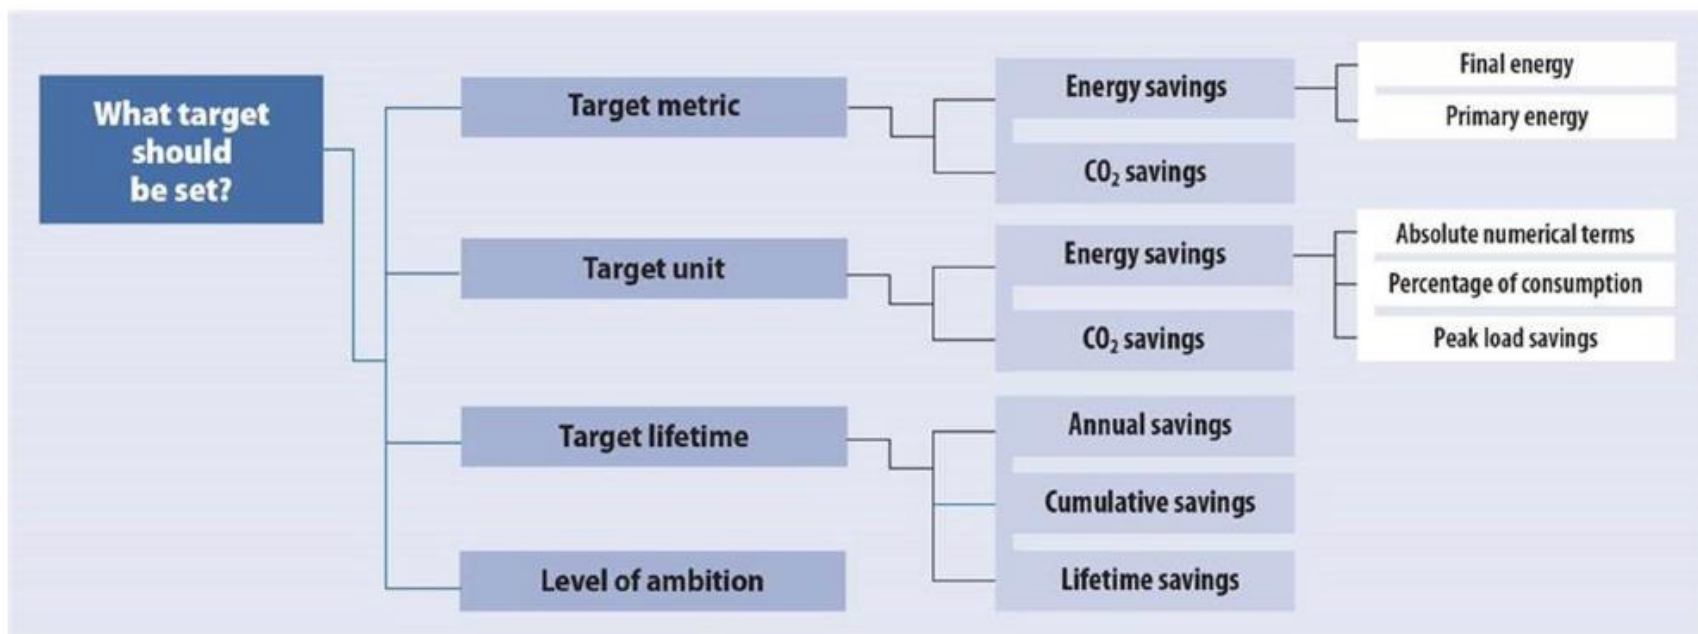 What target
should
be set?
Target metric
Energy savings
Final energy
Primary energy
CO₂ savings
Target unit
Energy savings
Absolute numerical terms
Percentage of consumption
Peak load savings
CO₂ savings
Target lifetime
Annual savings
Cumulative savings
Lifetime savings
Level of ambition